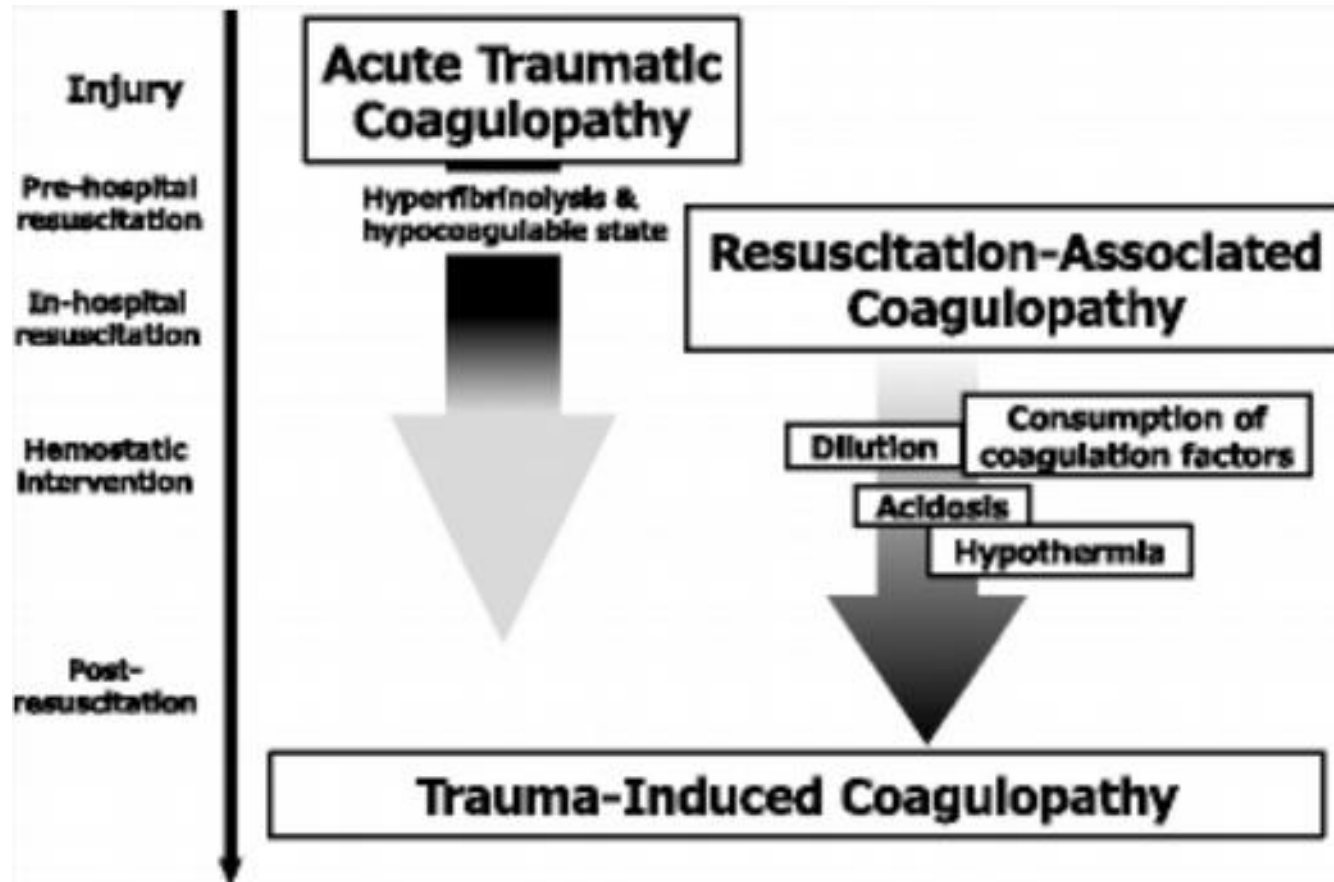 Injury
Pre-hospital
resuscitation
In-hospital
resuscitation
Hemostatic
Intervention
Post-
resuscitation
Acute Traumatic
Coagulopathy
Hyperfibrinolysis &
hypocoagulable state
Resuscitation-Associated
Coagulopathy
Dilution
Consumption of
coagulation factors
Acidosis
Hypothermia
Trauma-Induced Coagulopathy